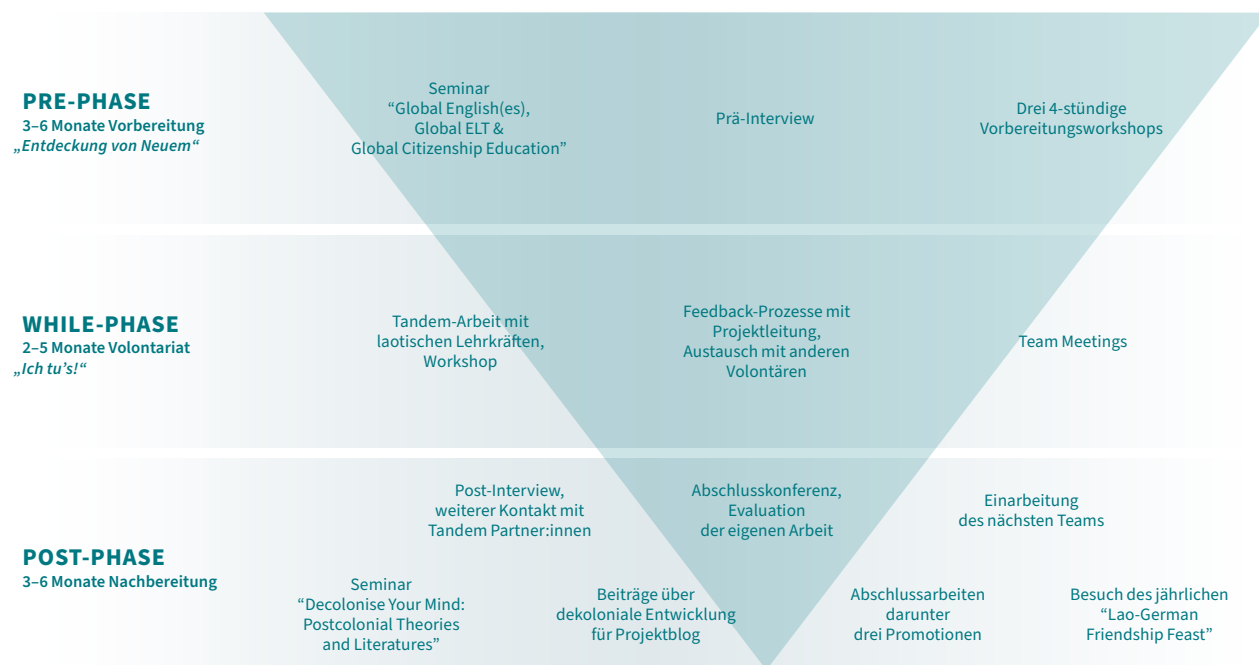 PRE-PHASE
3–6 Monate Vorbereitung
„Entdeckung von Neuem“
Seminar
“Global English(es),
Global ELT &
Global Citizenship Education”
Prä-Interview
Drei 4-stündige
Vorbereitungsworkshops
WHILE-PHASE
2–5 Monate Volontariat
„Ich tu’s!“
Tandem-Arbeit mit
laotischen Lehrkräften,
Workshop
Feedback-Prozesse mit
Projektleitung,
Austausch mit anderen
Volontären
Team Meetings
POST-PHASE
3–6 Monate Nachbereitung
Post-Interview,
weiterer Kontakt mit
Tandem Partner:innen
Abschlusskonferenz,
Evaluation
der eigenen Arbeit
Einarbeitung
des nächsten Teams
Seminar
“Decolonise Your Mind:
Postcolonial Theories
and Literatures”
Beiträge über
dekoloniale Entwicklung
für Projektblog
Abschlussarbeiten
darunter
drei Promotionen
Besuch des jährlichen
“Lao-German
Friendship Feast”